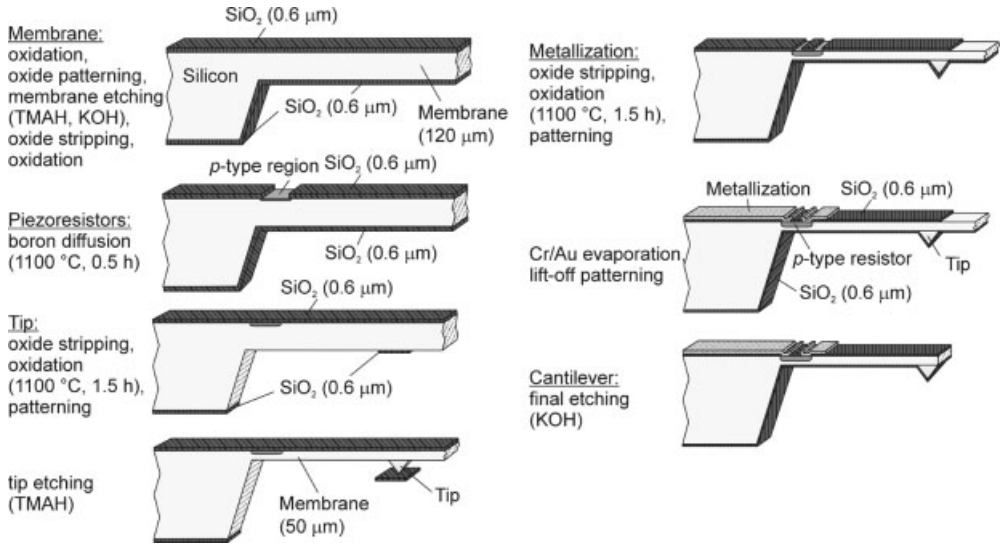 SiO₂ (0.6 μm)
Membrane:
oxidation,
oxide patterning,
membrane etching
(TMAH, KOH),
oxide stripping,
oxidation
Silicon
SiO₂ (0.6 μm)
Membrane
(120 μm)
p-type region
SiO₂ (0.6 μm)
Piezoresistors:
boron diffusion
(1100 °C, 0.5 h)
SiO₂ (0.6 μm)
SiO₂ (0.6 μm)
Tip:
oxide stripping,
oxidation
(1100 °C, 1.5 h),
patterning
SiO₂ (0.6 μm)
tip etching
(TMAH)
Membrane
(50 μm)
Tip
Metallization:
oxide stripping,
oxidation
(1100 °C, 1.5 h),
patterning
Metallization
SiO₂ (0.6 μm)
Cr/Au evaporation,
lift-off patterning
p-type resistor
Tip
SiO₂ (0.6 μm)
Cantilever:
final etching
(KOH)